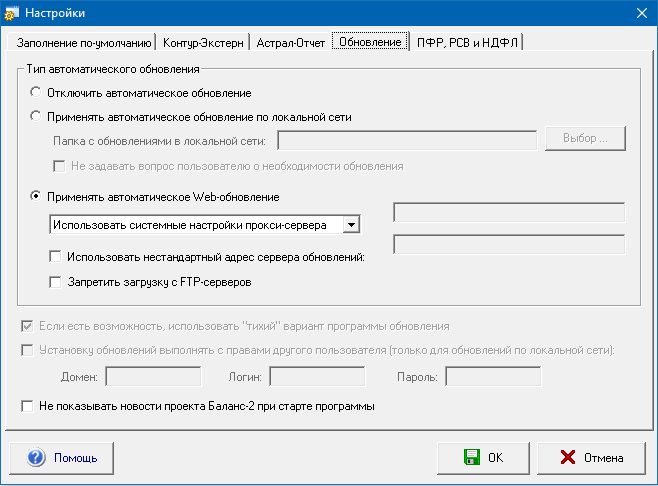 Настройки
Заполнение по-умолчанию Контур-Экстерн Астрал-Отчет Обновление ПФР, РСВ и НДФЛ
Тип автоматического обновления
Отключить автоматическое обновление
Применять автоматическое обновление по локальной сети
Папка с обновлениями в локальной сети: Выбор ...
Не задавать вопрос пользователю о необходимости обновления
Применять автоматическое Web-обновление
Использовать системные настройки прокси-сервера
Использовать нестандартный адрес сервера обновлений:
Запретить загрузку с FTP-серверов
Если есть возможность, использовать "тихий" вариант программы обновления
Установку обновлений выполнять с правами другого пользователя (только для обновлений по локальной сети):
Домен: Логин: Пароль:
Не показывать новости проекта Баланс-2 при старте программы
Помощь OK Отмена